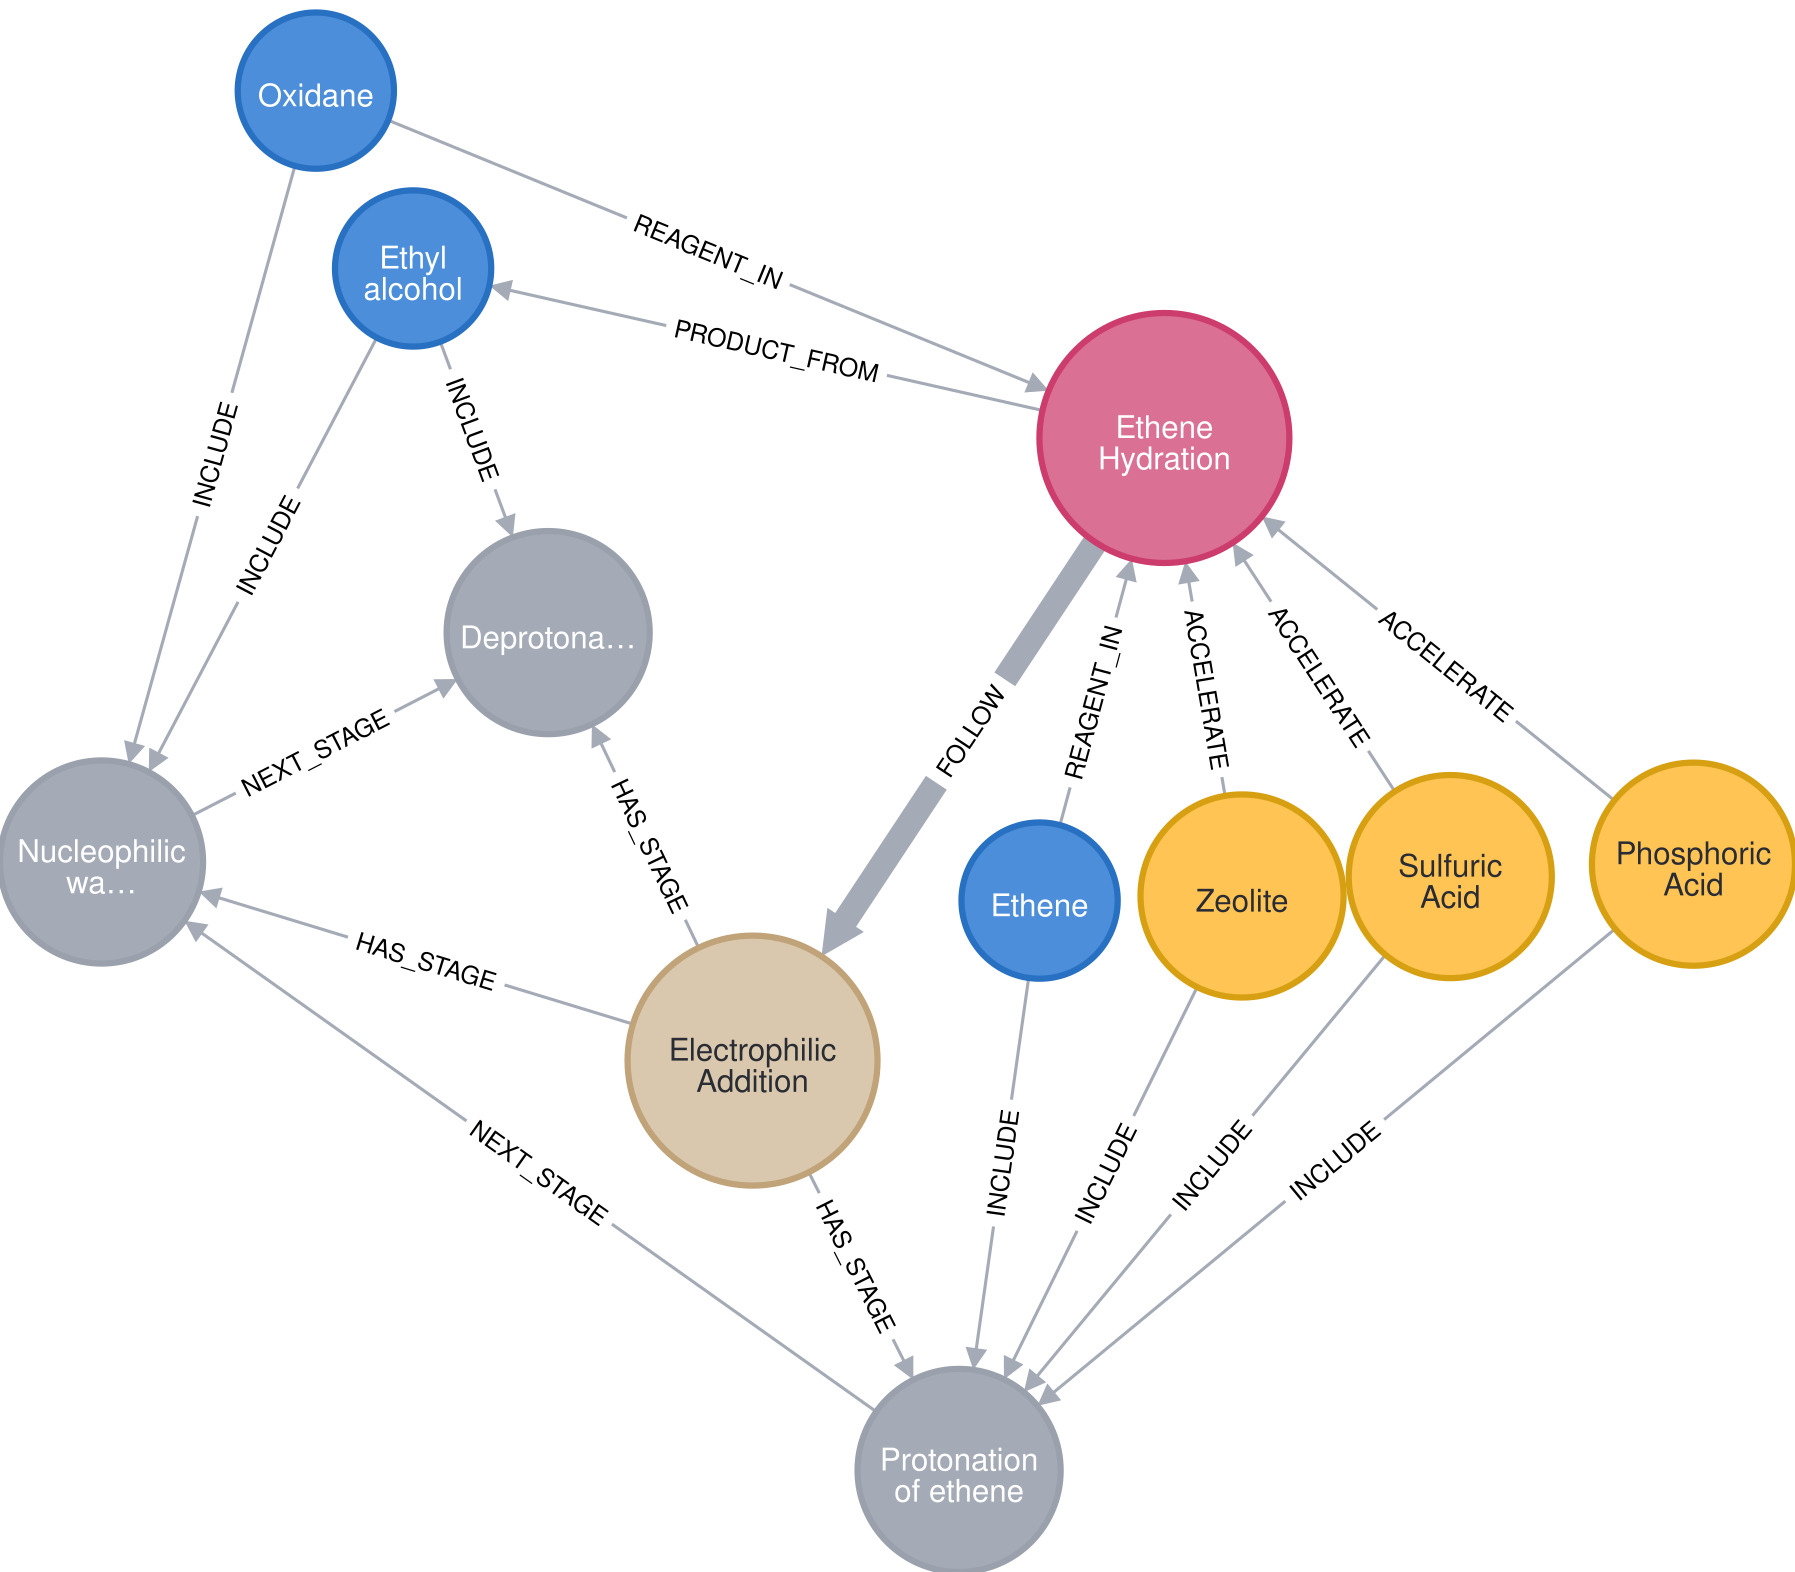 Oxidane
REAGENT_IN
Ethyl
alcohol
PRODUCT_FROM
INCLUDE
INCLUDE
INCLUDE
Ethene
Hydration
Deprotona…
FOLLOW
REAGENT_IN
ACCELERATE
ACCELERATE
ACCELERATE
NEXT_STAGE
HAS_STAGE
Nucleophilic
wa…
HAS_STAGE
Ethene
Zeolite
Sulfuric
Acid
Phosphoric
Acid
Electrophilic
Addition
NEXT_STAGE
HAS_STAGE
INCLUDE
INCLUDE
INCLUDE
INCLUDE
Protonation
of ethene